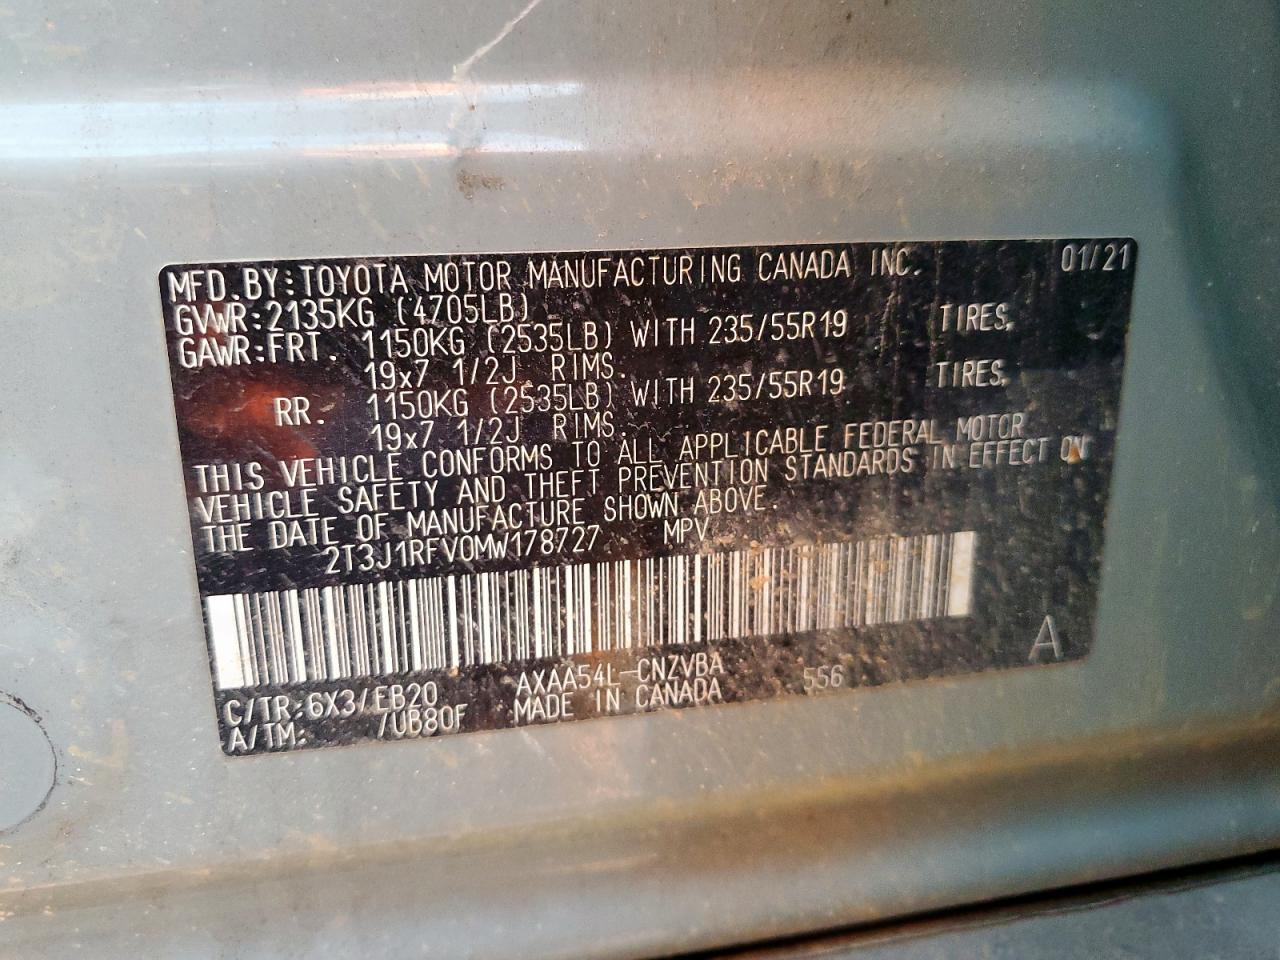 MFD.BY:TOYOTA MOTOR MANUFACTURING CANADA INC. 01/21
GVWR:2135KG (4705LB)
GAWR:FRT. 1150KG (2535LB) WITH 235/55R19 TIRES,
19x7 1/2J RIMS.
RR. 1150KG (2535LB) WITH 235/55R19 TIRES,
19x7 1/2J RIMS.
THIS VEHICLE CONFORMS TO ALL APPLICABLE FEDERAL MOTOR
VEHICLE SAFETY AND THEFT PREVENTION STANDARDS IN EFFECT ON
THE DATE OF MANUFACTURE SHOWN ABOVE.
2T3J1RFV0MW178727 MPV
A
C/TR:6X3/EB20 AXAA54L-CNZVBA 556
A/TM: /UB80F MADE IN CANADA